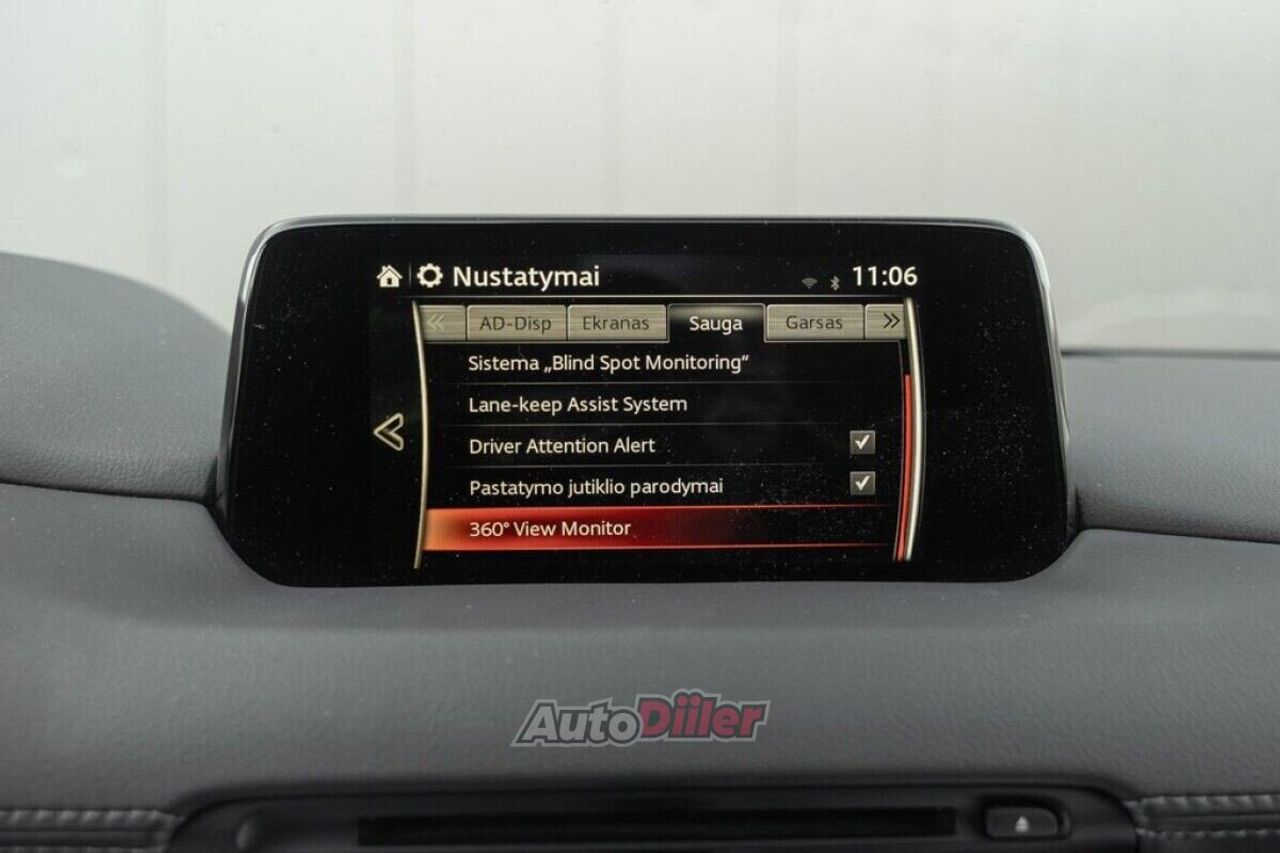 Nustatymai 11:06
AD-Disp Ekranas Sauga Garsas
Sistema „Blind Spot Monitoring“
Lane-keep Assist System
Driver Attention Alert
Pastatymo jutiklio parodymai
360° View Monitor
AutoDiiler